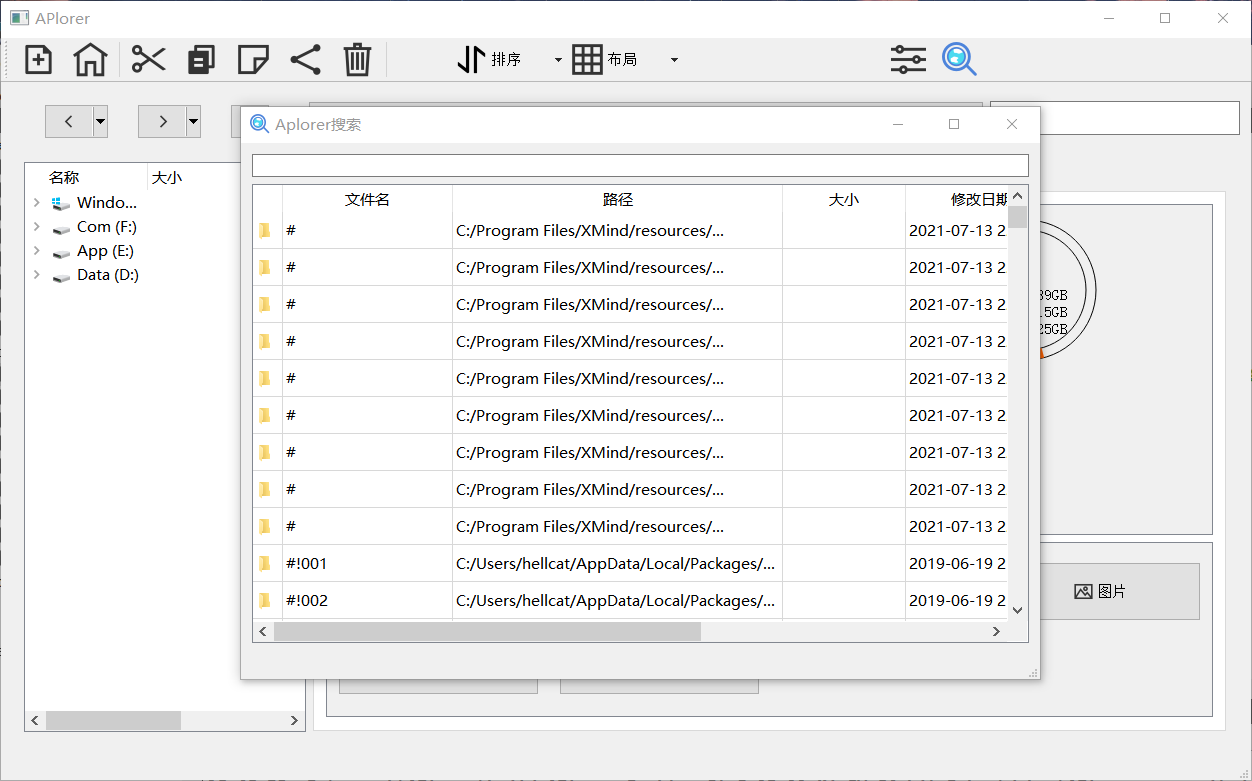 APlorer
排序
布局
名称 大小
Windo...
Com (F:)
App (E:)
Data (D:)
Aplorer搜索
文件名 路径 大小 修改日期
# C:/Program Files/XMind/resources/... 2021-07-13 2
# C:/Program Files/XMind/resources/... 2021-07-13 2
# C:/Program Files/XMind/resources/... 2021-07-13 2
# C:/Program Files/XMind/resources/... 2021-07-13 2
# C:/Program Files/XMind/resources/... 2021-07-13 2
# C:/Program Files/XMind/resources/... 2021-07-13 2
# C:/Program Files/XMind/resources/... 2021-07-13 2
# C:/Program Files/XMind/resources/... 2021-07-13 2
# C:/Program Files/XMind/resources/... 2021-07-13 2
#!001 C:/Users/hellcat/AppData/Local/Packages/... 2019-06-19 2
#!002 C:/Users/hellcat/AppData/Local/Packages/... 2019-06-19 2
39GB
.5GB
25GB
图片